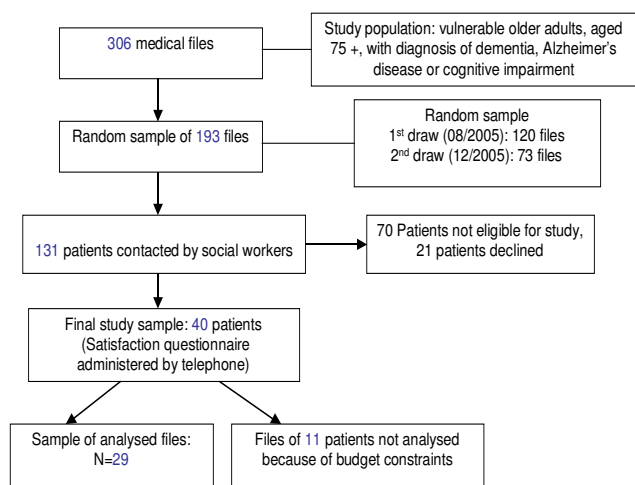 306 medical files
Study population: vulnerable older adults, aged
75 +, with diagnosis of dementia, Alzheimer's
disease or cognitive impairment
Random sample of 193 files
Random sample
1st draw (08/2005): 120 files
2nd draw (12/2005): 73 files
131 patients contacted by social workers
70 Patients not eligible for study,
21 patients declined
Final study sample: 40 patients
(Satisfaction questionnaire
administered by telephone)
Sample of analysed files:
N=29
Files of 11 patients not analysed
because of budget constraints